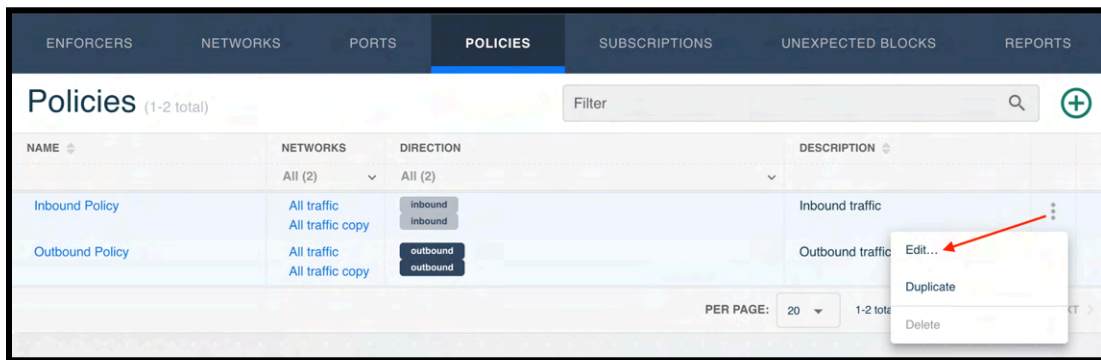 ENFORCERS NETWORKS PORTS POLICIES SUBSCRIPTIONS UNEXPECTED BLOCKS REPORTS
Policies (1-2 total) Filter
NAME NETWORKS DIRECTION DESCRIPTION
All (2) All (2)
Inbound Policy All traffic inbound Inbound traffic
All traffic copy inbound
Outbound Policy All traffic outbound Outbound traffic Edit...
All traffic copy outbound
Duplicate
PER PAGE: 20 1-2 tota XT
Delete